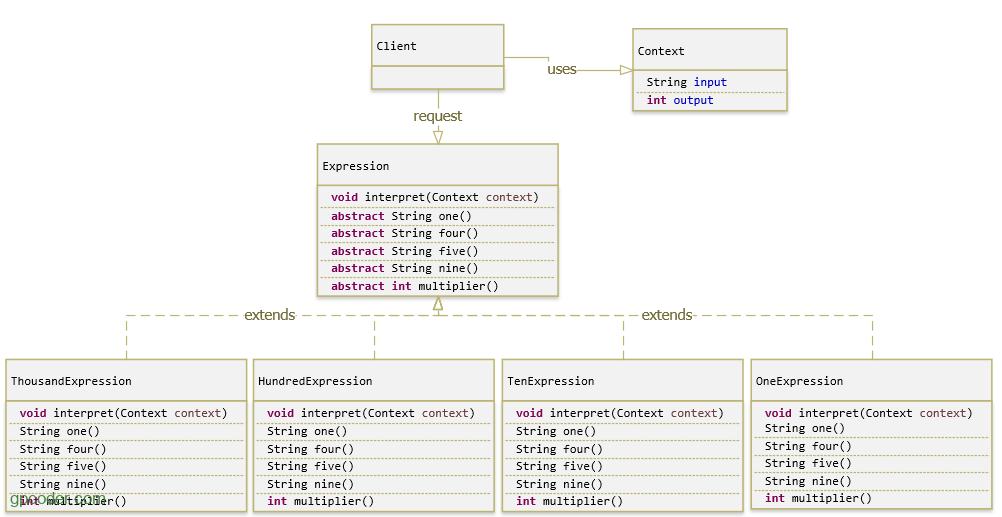 Client
Context
uses
String input
int output
request
Expression
void interpret(Context context)
abstract String one()
abstract String four()
abstract String five()
abstract String nine()
abstract int multiplier()
extends
extends
ThousandExpression
void interpret(Context context)
String one()
String four()
String five()
String nine()
int multiplier()
HundredExpression
void interpret(Context context)
String one()
String four()
String five()
String nine()
int multiplier()
TenExpression
void interpret(Context context)
String one()
String four()
String five()
String nine()
int multiplier()
OneExpression
void interpret(Context context)
String one()
String four()
String five()
String nine()
int multiplier()
gpcoder.com